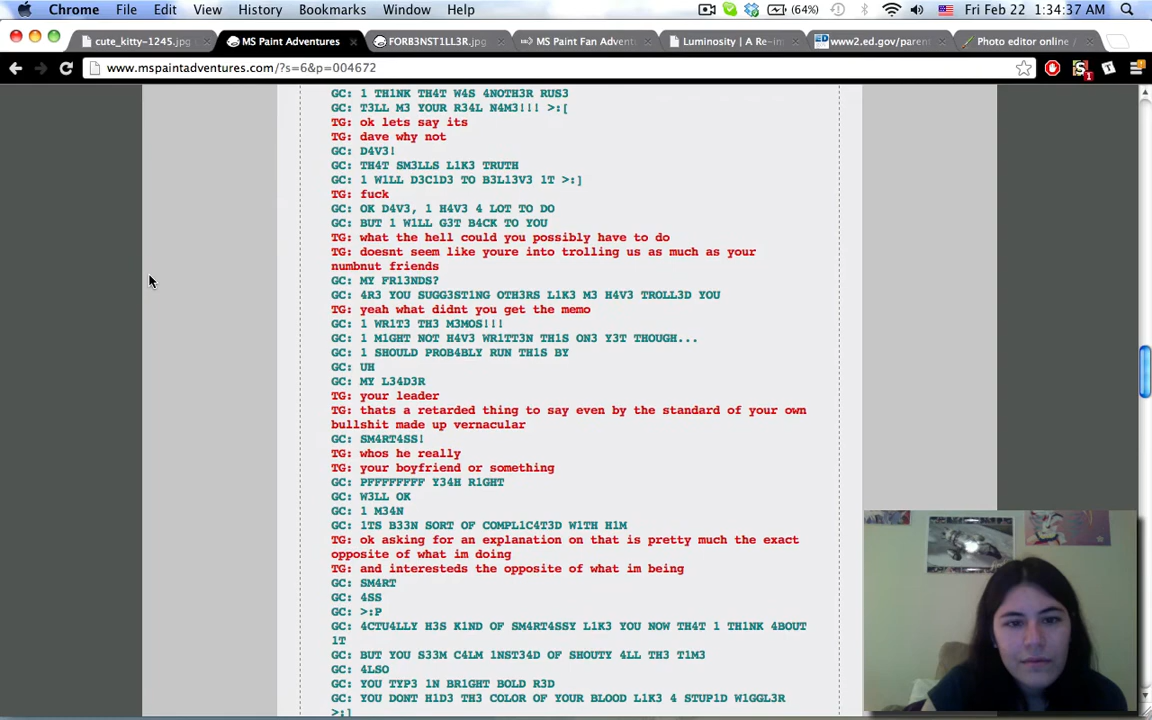 Chrome File Edit View History Bookmarks Window Help (64%) Fri Feb 22 1:34:37 AM
cute_kitty-1245.jpg MS Paint Adventures FORB3NST1LL3R.jpg MS Paint Fan Advent Luminosity | A Re-im www2.ed.gov/paren Photo editor online /
www.mspaintadventures.com/?s=6&p=004672
GC: 1 TH1NK TH4T W4S 4NOTH3R RUS3
GC: T3LL M3 YOUR R34L N4M3!!! >:[
TG: ok lets say its
TG: dave why not
GC: D4V3!
GC: TH4T SM3LLS L1K3 TRUTH
GC: 1 W1LL D3C1D3 TO B3L13V3 1T >:]
TG: fuck
GC: OK D4V3, 1 H4V3 4 LOT TO DO
GC: BUT 1 W1LL G3T B4CK TO YOU
TG: what the hell could you possibly have to do
TG: doesnt seem like youre into trolling us as much as your
numbnut friends
GC: MY FR13NDS?
GC: 4R3 YOU SUGG3ST1NG OTH3RS L1K3 M3 H4V3 TROLL3D YOU
TG: yeah what didnt you get the memo
GC: 1 WR1T3 TH3 M3MOS!!!
GC: 1 M1GHT NOT H4V3 WR1TT3N TH1S ON3 Y3T THOUGH...
GC: 1 SHOULD PROB4BLY RUN TH1S BY
GC: UH
GC: MY L34D3R
TG: your leader
TG: thats a retarded thing to say even by the standard of your own
bullshit made up vernacular
GC: SM4RT4SS!
TG: whos he really
TG: your boyfriend or something
GC: PFFFFFFFF Y34H R1GHT
GC: W3LL OK
GC: 1 M34N
GC: 1TS B33N SORT OF COMPL1C4T3D W1TH H1M
TG: ok asking for an explanation on that is pretty much the exact
opposite of what im doing
TG: and interesteds the opposite of what im being
GC: SM4RT
GC: 4SS
GC: >:P
GC: 4CTU4LLY H3S K1ND OF SM4RT4SSY L1K3 YOU NOW TH4T 1 TH1NK 4BOUT
1T
GC: BUT YOU S33M C4LM 1NST34D OF SHOUTY 4LL TH3 T1M3
GC: 4LSO
GC: YOU TYP3 1N BR1GHT BOLD R3D
GC: YOU DONT H1D3 TH3 COLOR OF YOUR BLOOD L1K3 4 STUP1D W1GGL3R
>:]